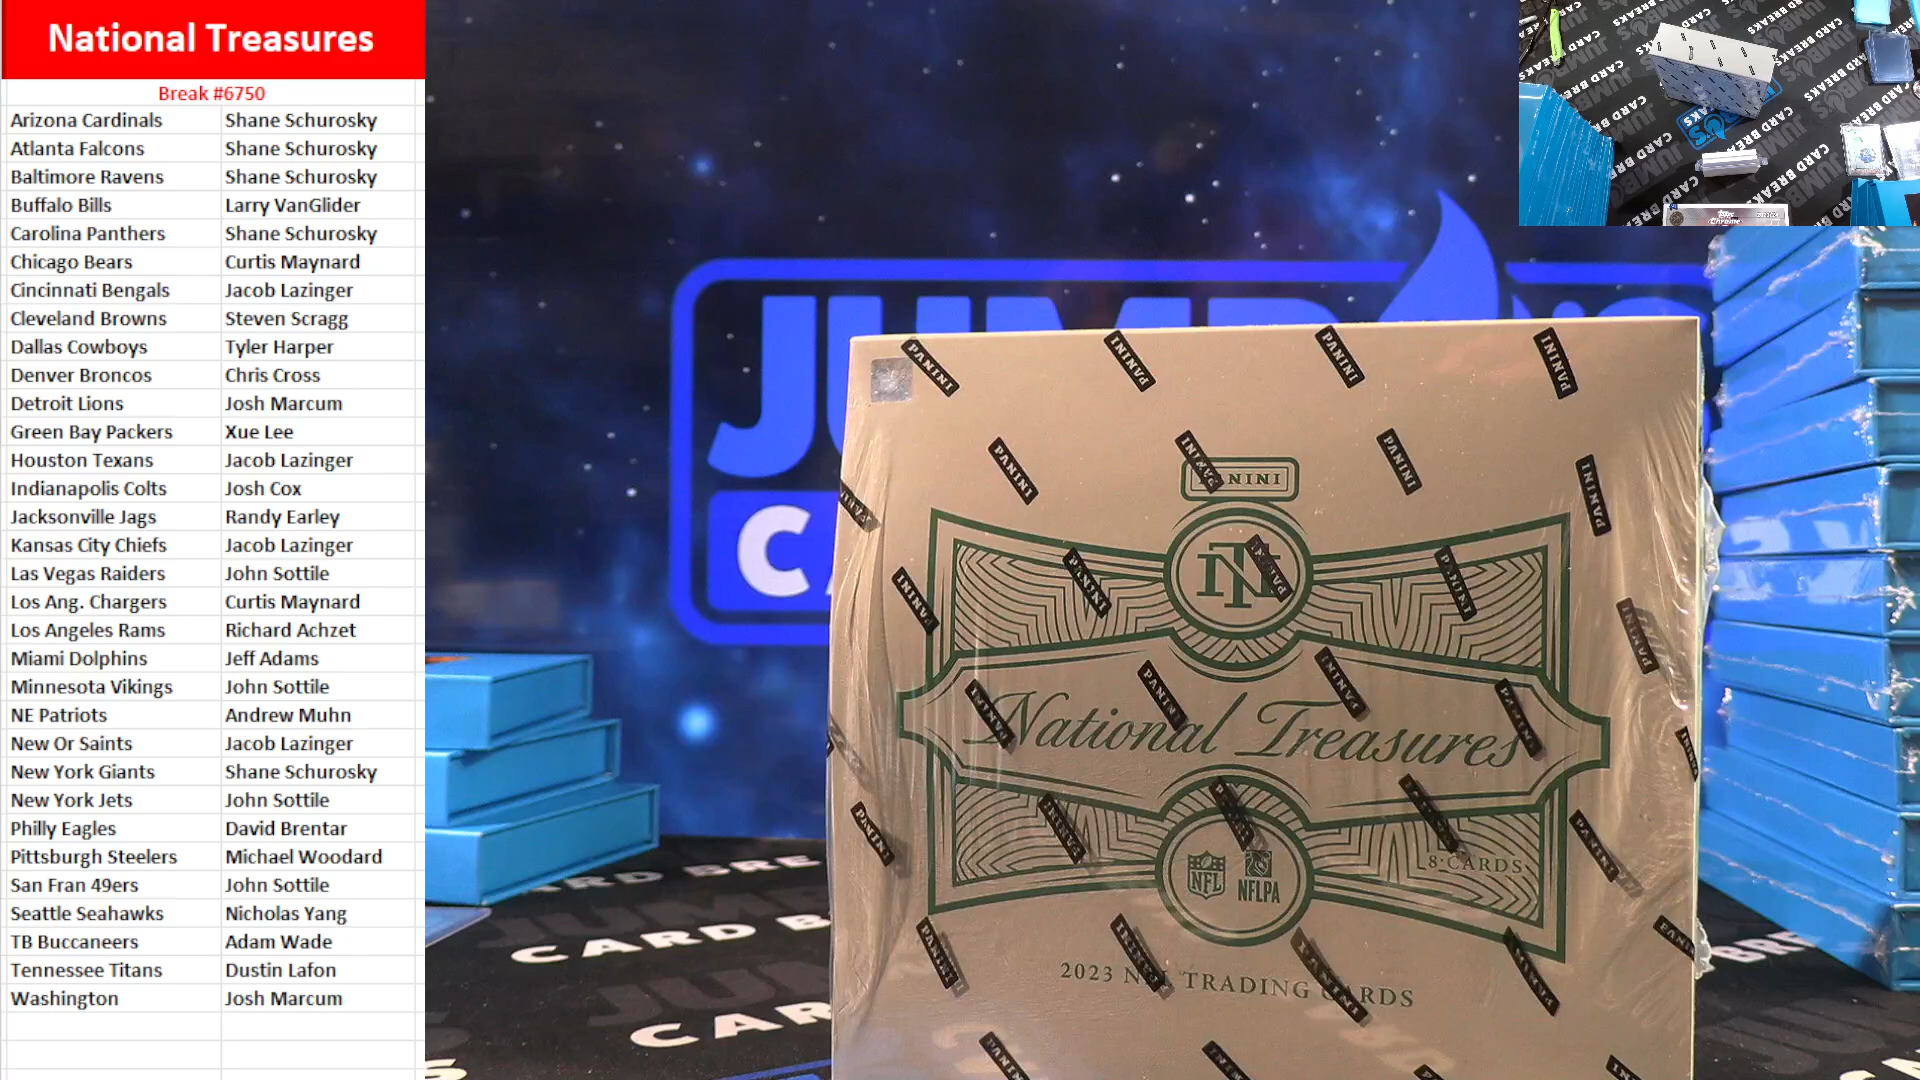 National Treasures
Break #6750
Arizona Cardinals Shane Schurosky
Atlanta Falcons Shane Schurosky
Baltimore Ravens Shane Schurosky
Buffalo Bills Larry VanGlider
Carolina Panthers Shane Schurosky
Chicago Bears Curtis Maynard
Cincinnati Bengals Jacob Lazinger
Cleveland Browns Steven Scragg
Dallas Cowboys Tyler Harper
Denver Broncos Chris Cross
Detroit Lions Josh Marcum
Green Bay Packers Xue Lee
Houston Texans Jacob Lazinger
Indianapolis Colts Josh Cox
Jacksonville Jags Randy Earley
Kansas City Chiefs Jacob Lazinger
Las Vegas Raiders John Sottile
Los Ang. Chargers Curtis Maynard
Los Angeles Rams Richard Achzet
Miami Dolphins Jeff Adams
Minnesota Vikings John Sottile
NE Patriots Andrew Muhn
New Or Saints Jacob Lazinger
New York Giants Shane Schurosky
New York Jets John Sottile
Philly Eagles David Brentar
Pittsburgh Steelers Michael Woodard
San Fran 49ers John Sottile
Seattle Seahawks Nicholas Yang
TB Buccaneers Adam Wade
Tennessee Titans Dustin Lafon
Washington Josh Marcum
PANINI
NT
National Treasures
8 CARDS
NFL NFLPA
2023 NFL TRADING CARDS
CARD BREAKS
JUMBO'S